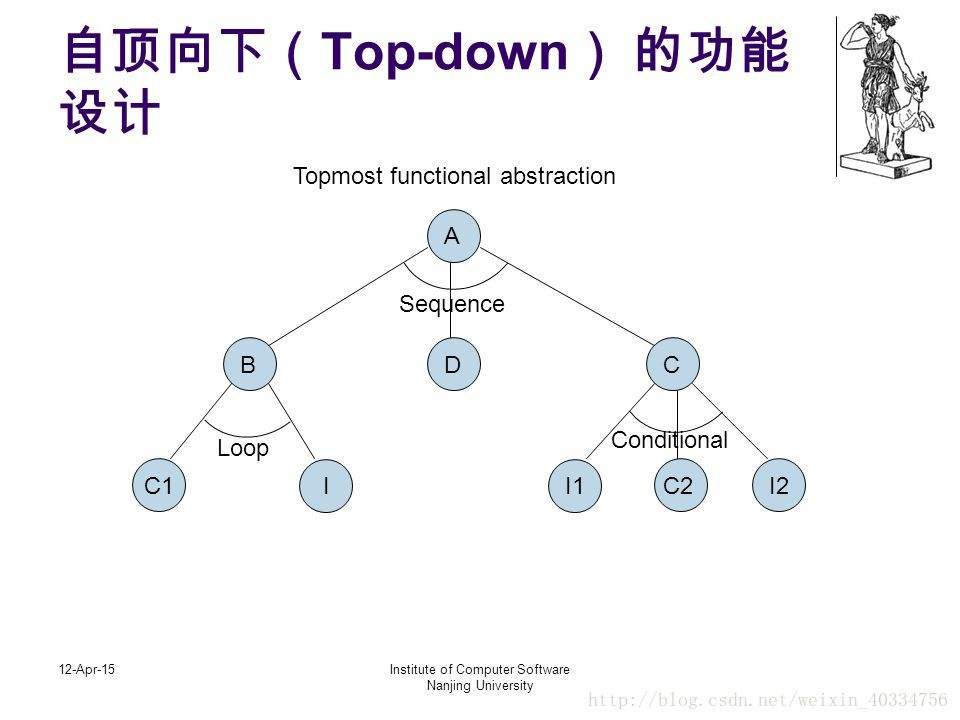 自顶向下（Top-down） 的功能
设计
Topmost functional abstraction
A
Sequence
B
D
C
Loop
Conditional
C1
I
I1
C2
I2
12-Apr-15
Institute of Computer Software
Nanjing University
http://blog.csdn.net/weixin_40334756